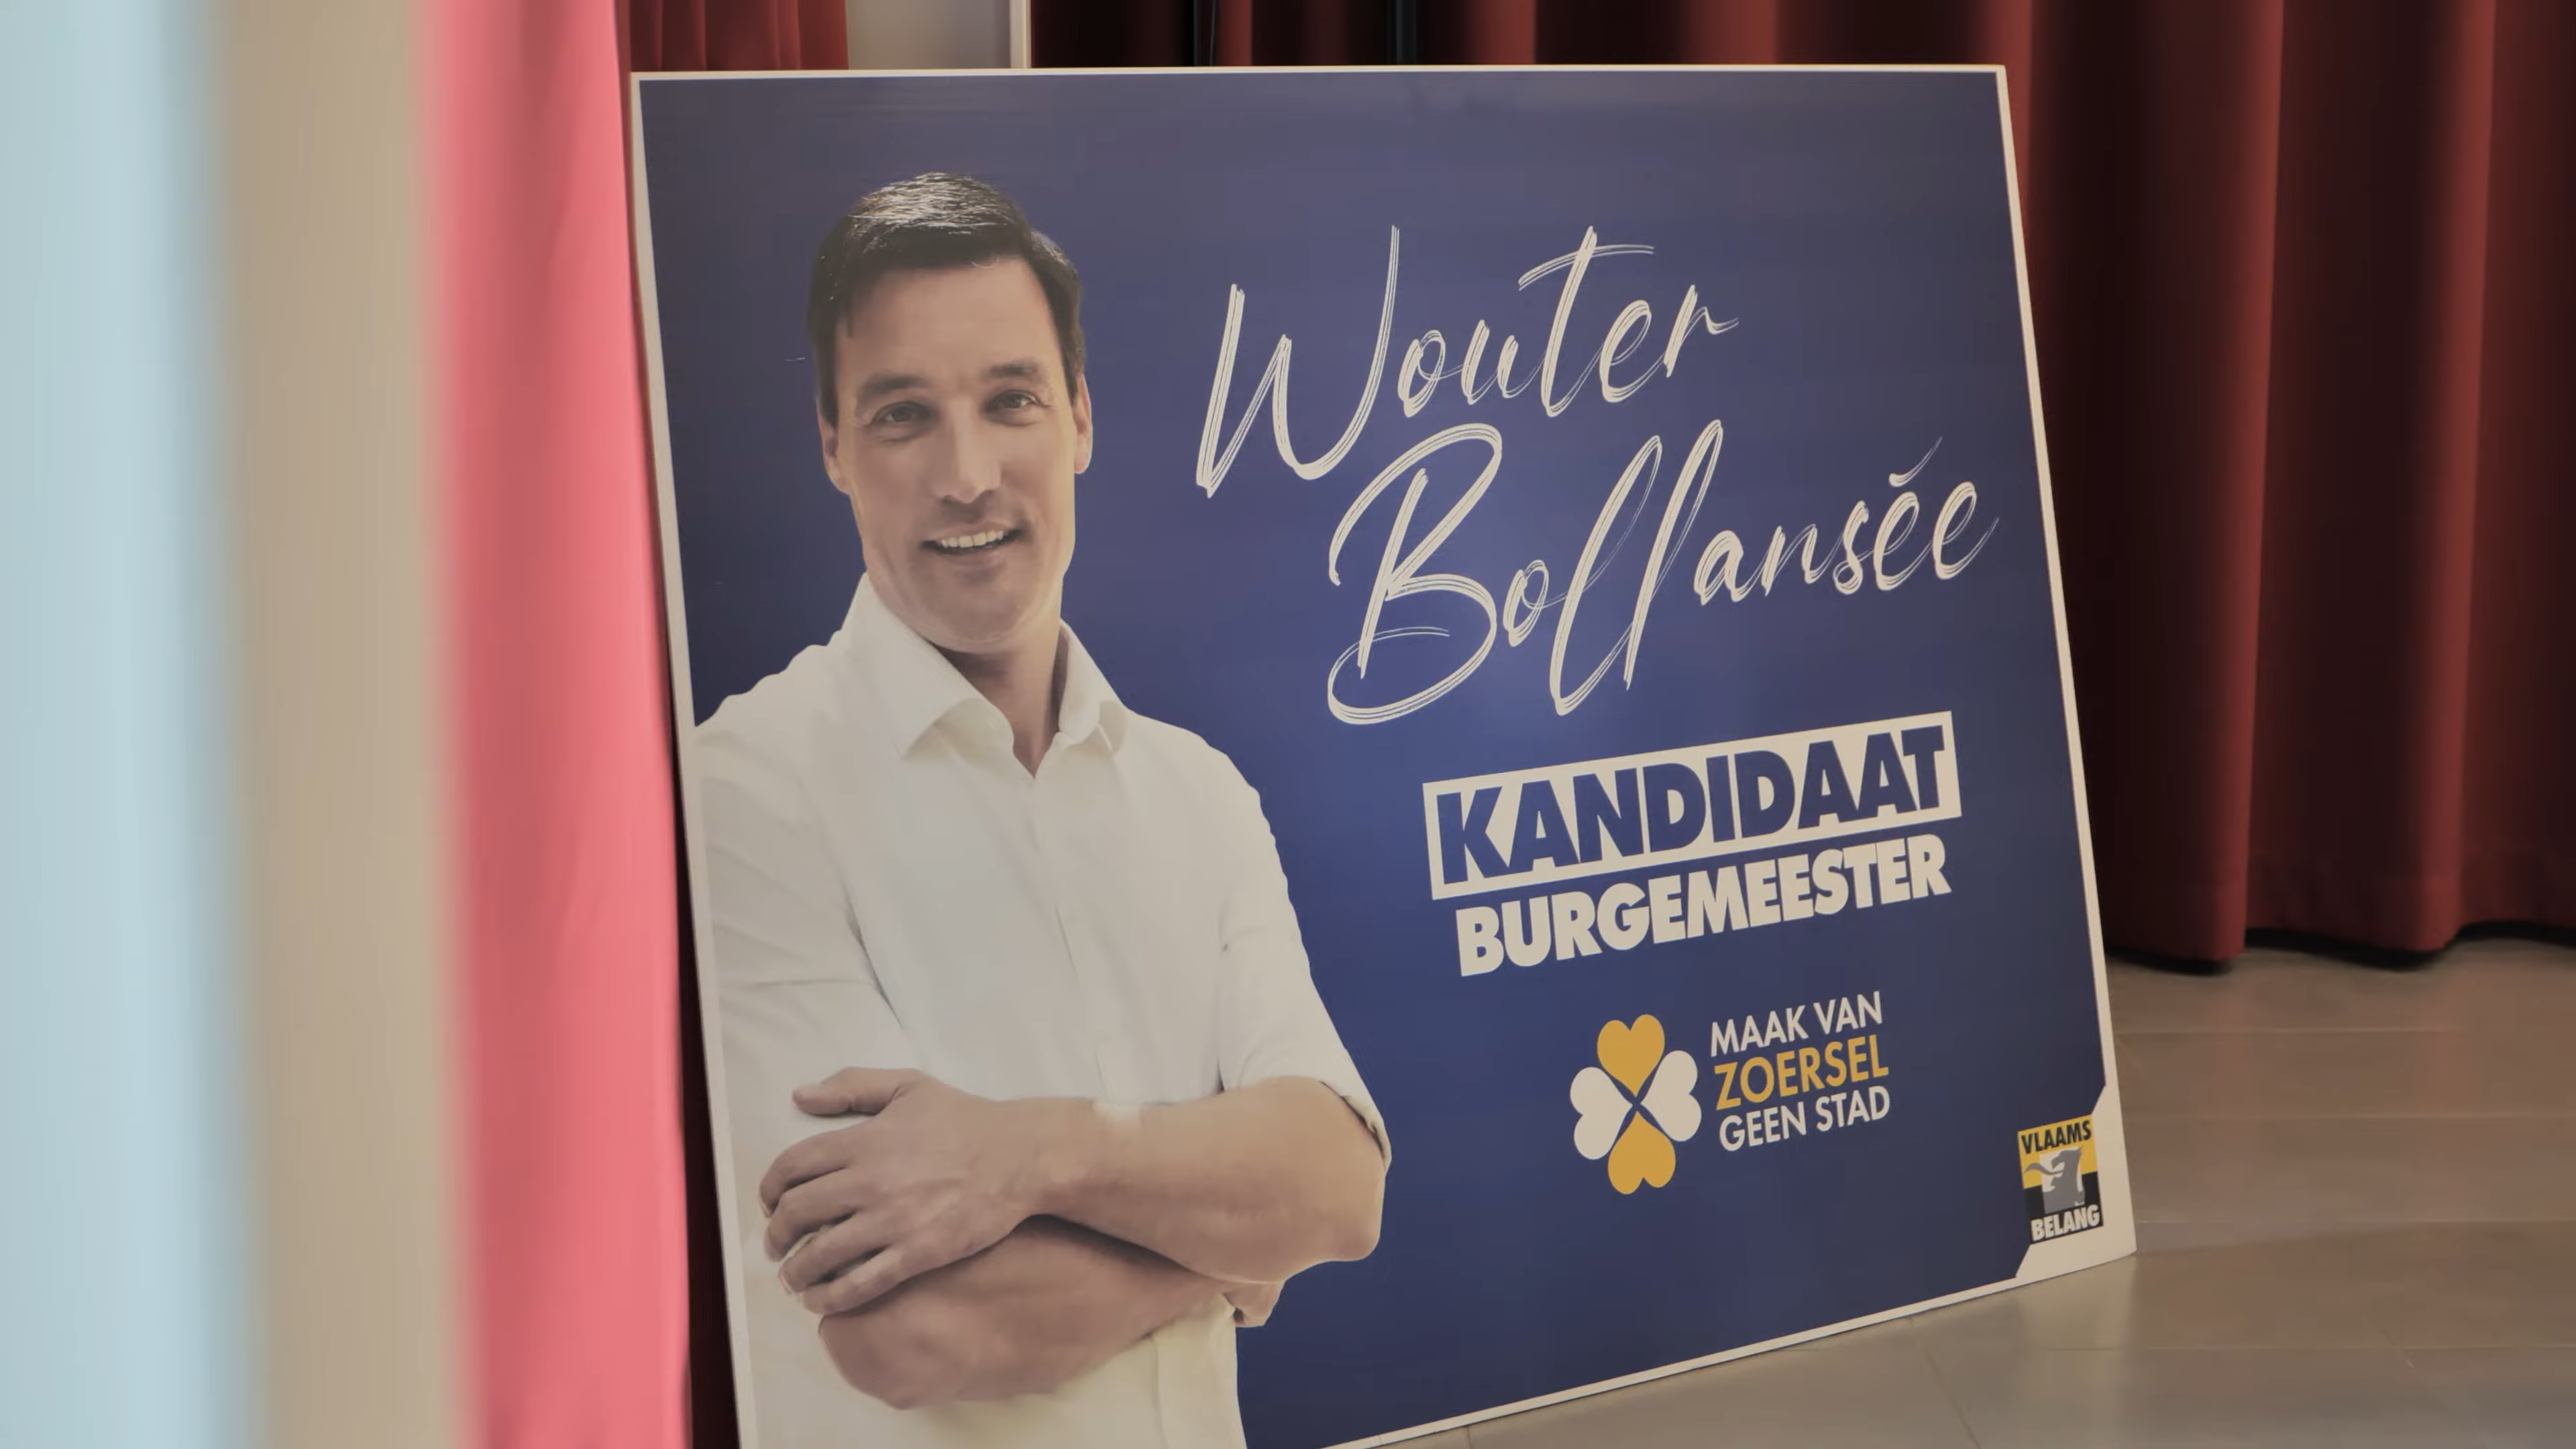 Wouter
Bollansée
KANDIDAAT
BURGEMEESTER
MAAK VAN
ZOERSEL
GEEN STAD
VLAAMS
BELANG